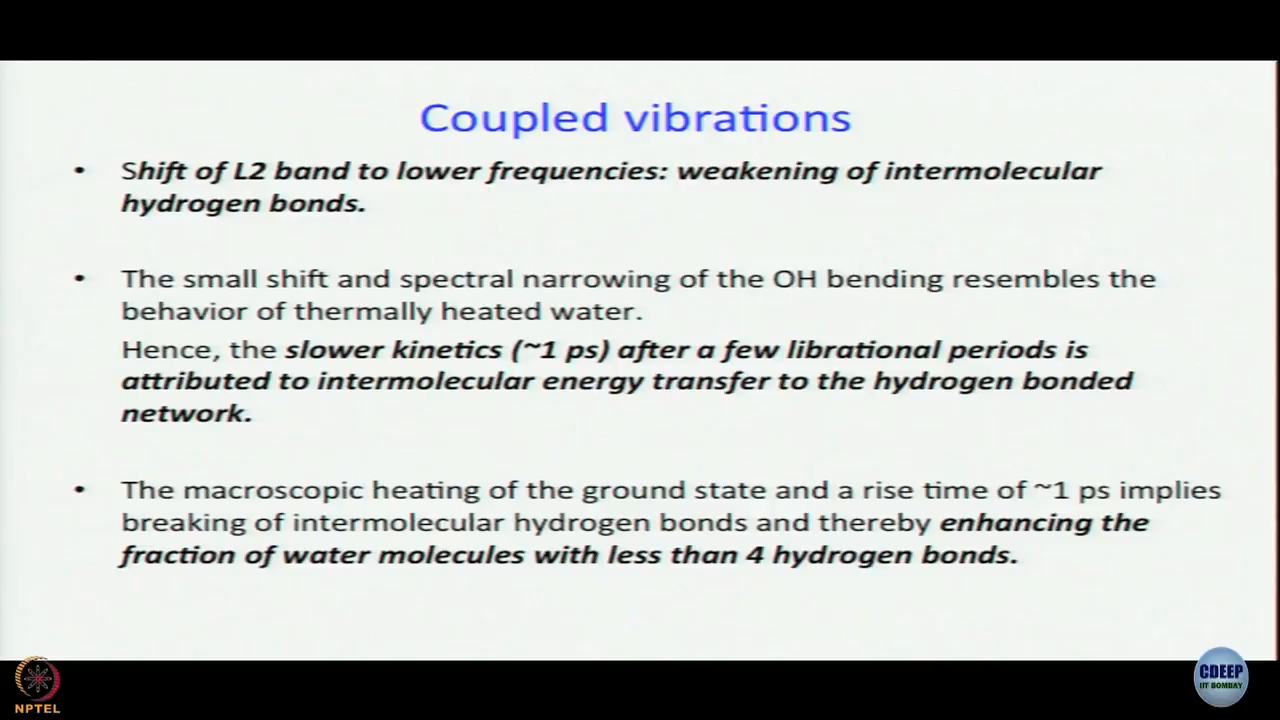 Coupled vibrations
• Shift of L2 band to lower frequencies: weakening of intermolecular
hydrogen bonds.
• The small shift and spectral narrowing of the OH bending resembles the
behavior of thermally heated water.
Hence, the slower kinetics (~1 ps) after a few librational periods is
attributed to intermolecular energy transfer to the hydrogen bonded
network.
• The macroscopic heating of the ground state and a rise time of ~1 ps implies
breaking of intermolecular hydrogen bonds and thereby enhancing the
fraction of water molecules with less than 4 hydrogen bonds.
NPTEL
CDEEP
IIT BOMBAY